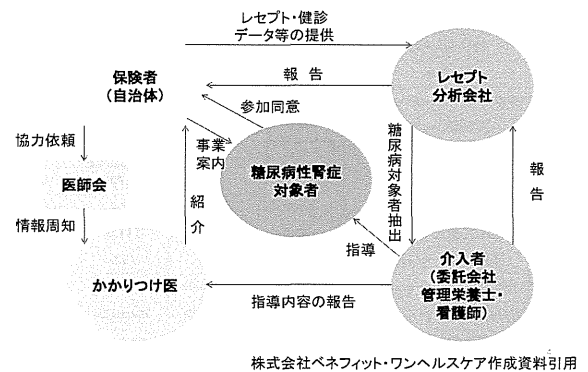 レセプト・健診
データ等の提供
保険者
(自治体)
報告
レセプト
分析会社
参加同意
協力依頼
事業
案内
糖尿病性腎症
対象者
糖尿病対象者抽出
医師会
紹介
報告
情報周知
指導
かかりつけ医
介入者
(委託会社
管理栄養士・
看護師)
指導内容の報告
株式会社ベネフィット・ワンヘルスケア作成資料引用